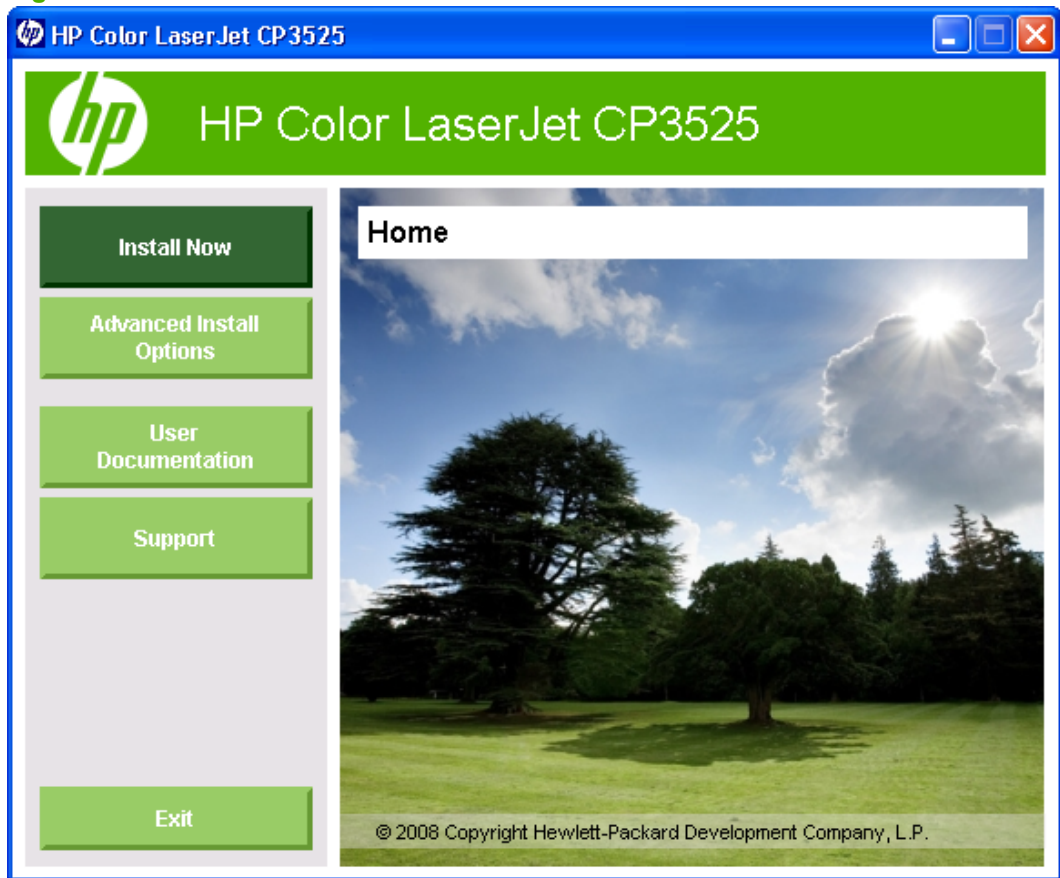 HP Color LaserJet CP3525
hp
HP Color LaserJet CP3525
Install Now
Advanced Install
Options
User
Documentation
Support
Exit
Home
© 2008 Copyright Hewlett-Packard Development Company, L.P.